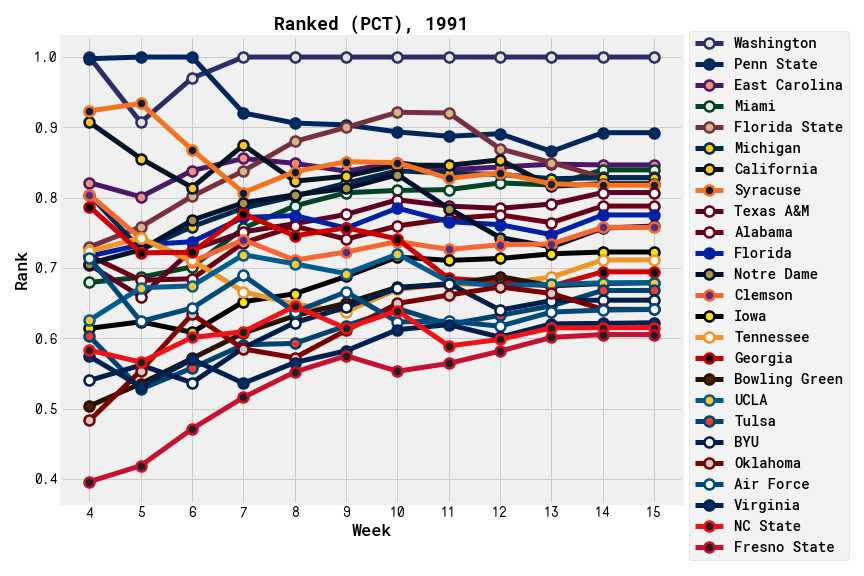 Ranked (PCT), 1991
1.0
0.9
0.8
0.7
0.6
0.5
0.4
Rank
4 5 6 7 8 9 10 11 12 13 14 15
Week
Washington
Penn State
East Carolina
Miami
Florida State
Michigan
California
Syracuse
Texas A&M
Alabama
Florida
Notre Dame
Clemson
Iowa
Tennessee
Georgia
Bowling Green
UCLA
Tulsa
BYU
Oklahoma
Air Force
Virginia
NC State
Fresno State